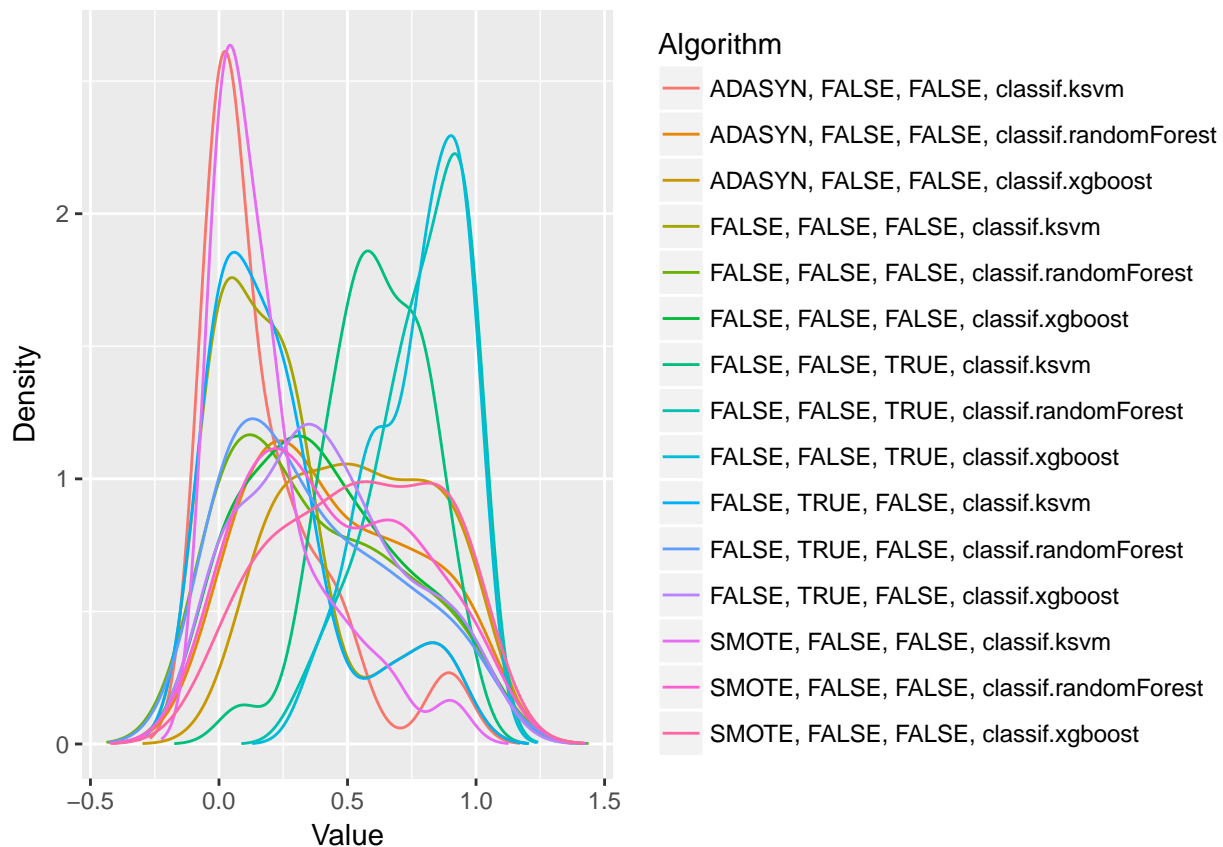 Density
2
1
0
−0.5 0.0 0.5 1.0 1.5
Value
Algorithm
ADASYN, FALSE, FALSE, classif.ksvm
ADASYN, FALSE, FALSE, classif.randomForest
ADASYN, FALSE, FALSE, classif.xgboost
FALSE, FALSE, FALSE, classif.ksvm
FALSE, FALSE, FALSE, classif.randomForest
FALSE, FALSE, FALSE, classif.xgboost
FALSE, FALSE, TRUE, classif.ksvm
FALSE, FALSE, TRUE, classif.randomForest
FALSE, FALSE, TRUE, classif.xgboost
FALSE, TRUE, FALSE, classif.ksvm
FALSE, TRUE, FALSE, classif.randomForest
FALSE, TRUE, FALSE, classif.xgboost
SMOTE, FALSE, FALSE, classif.ksvm
SMOTE, FALSE, FALSE, classif.randomForest
SMOTE, FALSE, FALSE, classif.xgboost